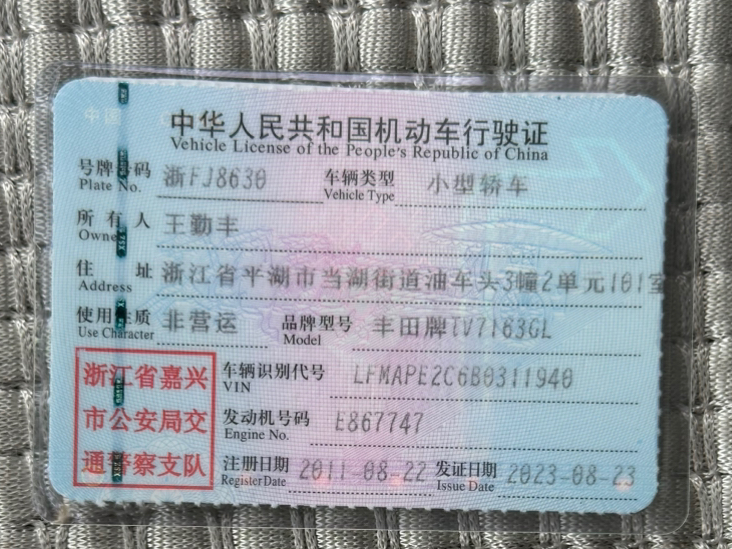 中华人民共和国机动车行驶证
Vehicle License of the People's Republic of China
号牌号码 浙FJ8630 车辆类型 小型轿车
Plate No. Vehicle Type
所有人 王勤丰
Owner
住址 浙江省平湖市当湖街道油车头3幢2单元101室
Address
使用性质 非营运 品牌型号 丰田牌TV7163GL
Use Character Model
浙江省嘉兴
市公安局交
通警察支队
车辆识别代号 LFMAPE2C6B0311940
VIN
发动机号码 E867747
Engine No.
注册日期 2011-08-22 发证日期 2023-08-23
Register Date Issue Date